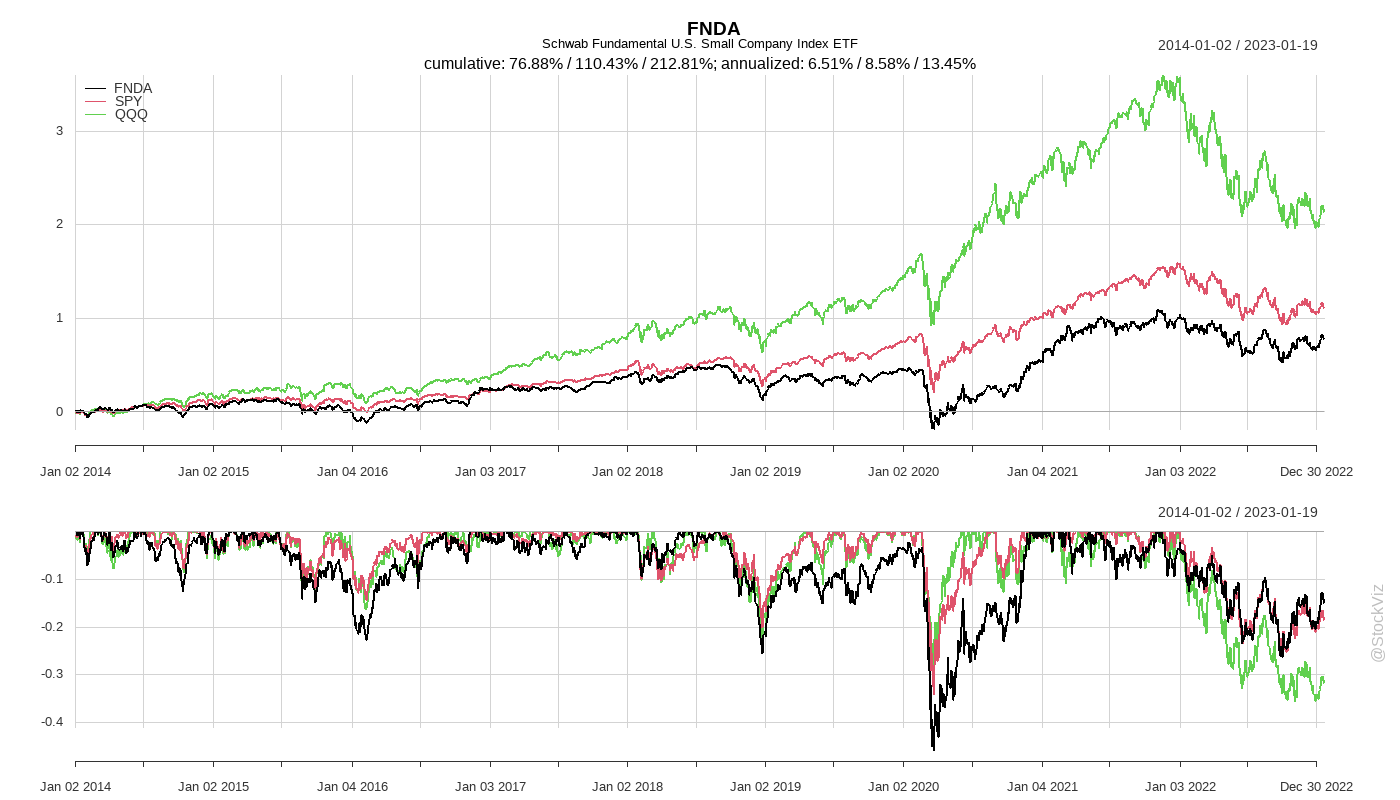 FNDA
Schwab Fundamental U.S. Small Company Index ETF
2014-01-02 / 2023-01-19
cumulative: 76.88% / 110.43% / 212.81%; annualized: 6.51% / 8.58% / 13.45%
FNDA
SPY
QQQ
3
2
1
0
Jan 02 2014 Jan 02 2015 Jan 04 2016 Jan 03 2017 Jan 02 2018 Jan 02 2019 Jan 02 2020 Jan 04 2021 Jan 03 2022 Dec 30 2022
2014-01-02 / 2023-01-19
-0.1
-0.2
-0.3
-0.4
Jan 02 2014 Jan 02 2015 Jan 04 2016 Jan 03 2017 Jan 02 2018 Jan 02 2019 Jan 02 2020 Jan 04 2021 Jan 03 2022 Dec 30 2022
@StockViz